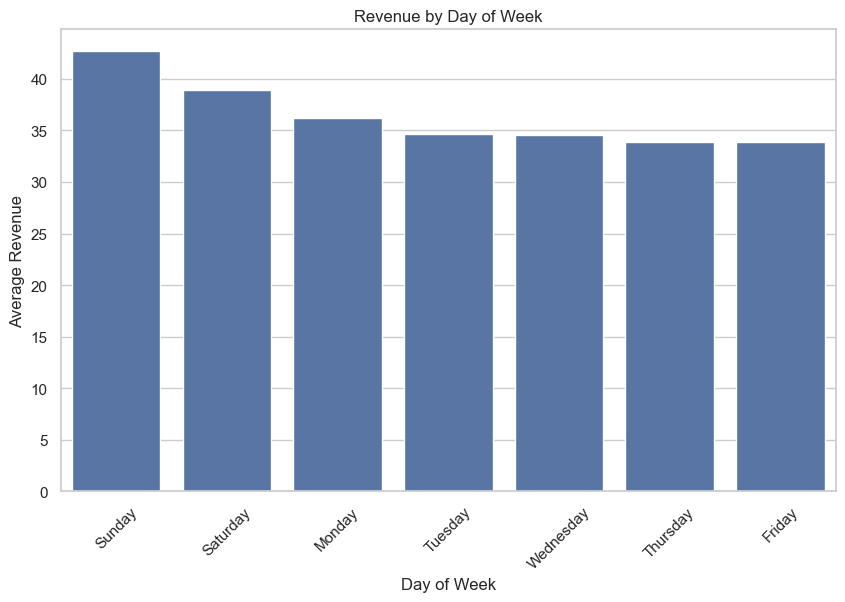 Revenue by Day of Week
Average Revenue
40
35
30
25
20
15
10
5
0
Sunday
Saturday
Monday
Tuesday
Wednesday
Thursday
Friday
Day of Week